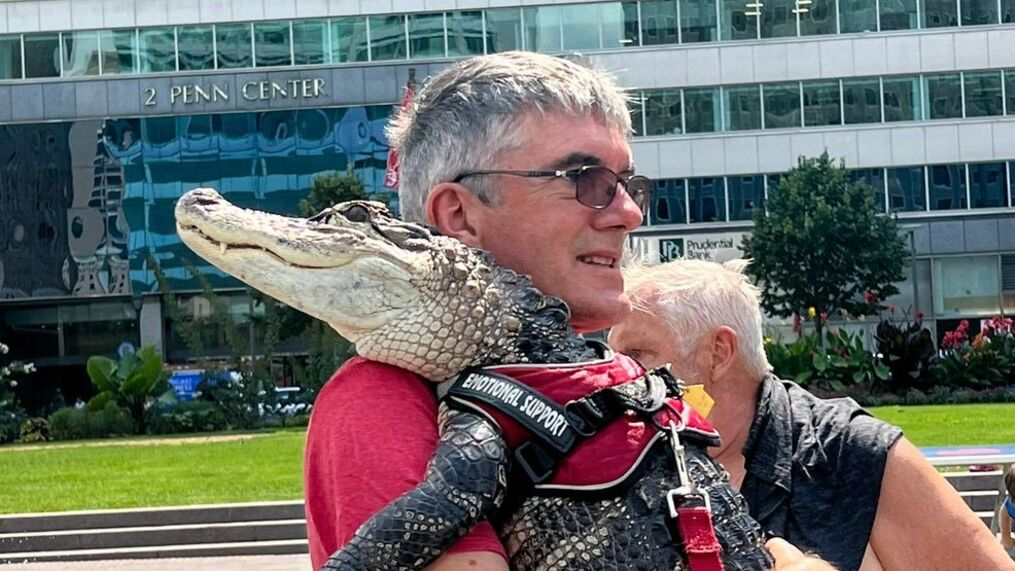 2 PENN CENTER
Prudential
Bank
EMOTIONAL SUPPORT